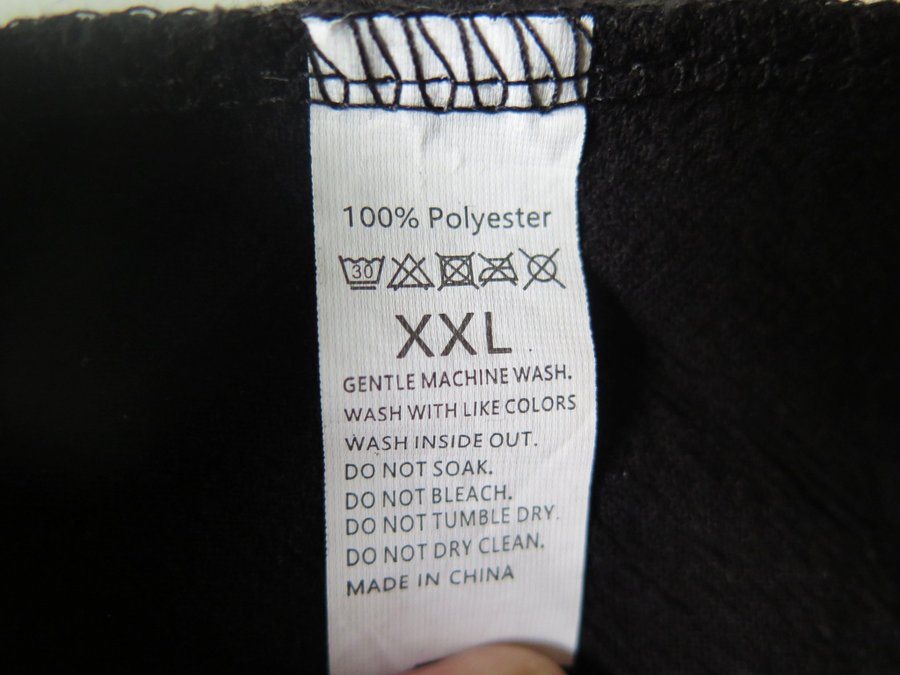 100% Polyester
30
XXL
GENTLE MACHINE WASH.
WASH WITH LIKE COLORS
WASH INSIDE OUT.
DO NOT SOAK.
DO NOT BLEACH.
DO NOT TUMBLE DRY.
DO NOT DRY CLEAN.
MADE IN CHINA